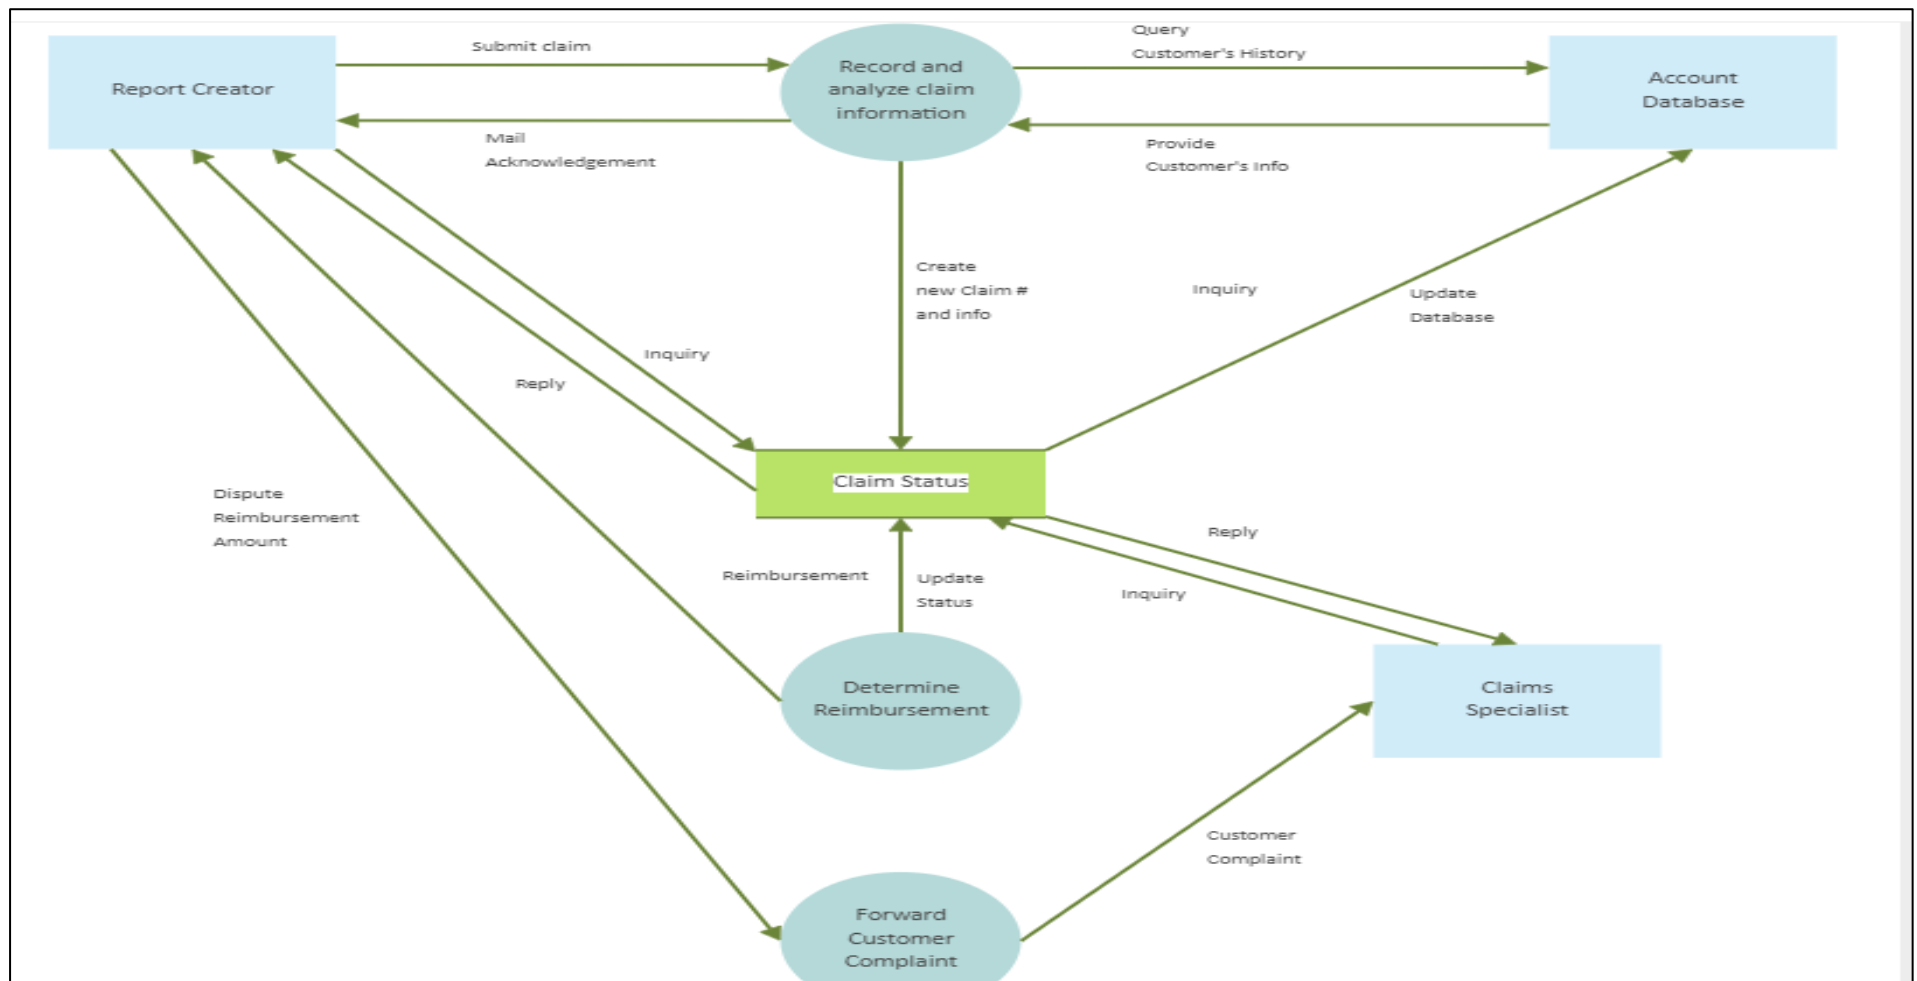 Submit claim
Query
Customer's History
Report Creator
Record and
analyze claim
information
Account
Database
Mail
Acknowledgement
Provide
Customer's Info
Create
new Claim #
and info
Inquiry
Update
Database
Inquiry
Reply
Claim Status
Dispute
Reimbursement
Amount
Reimbursement
Update
Status
Reply
Inquiry
Determine
Reimbursement
Claims
Specialist
Customer
Complaint
Forward
Customer
Complaint